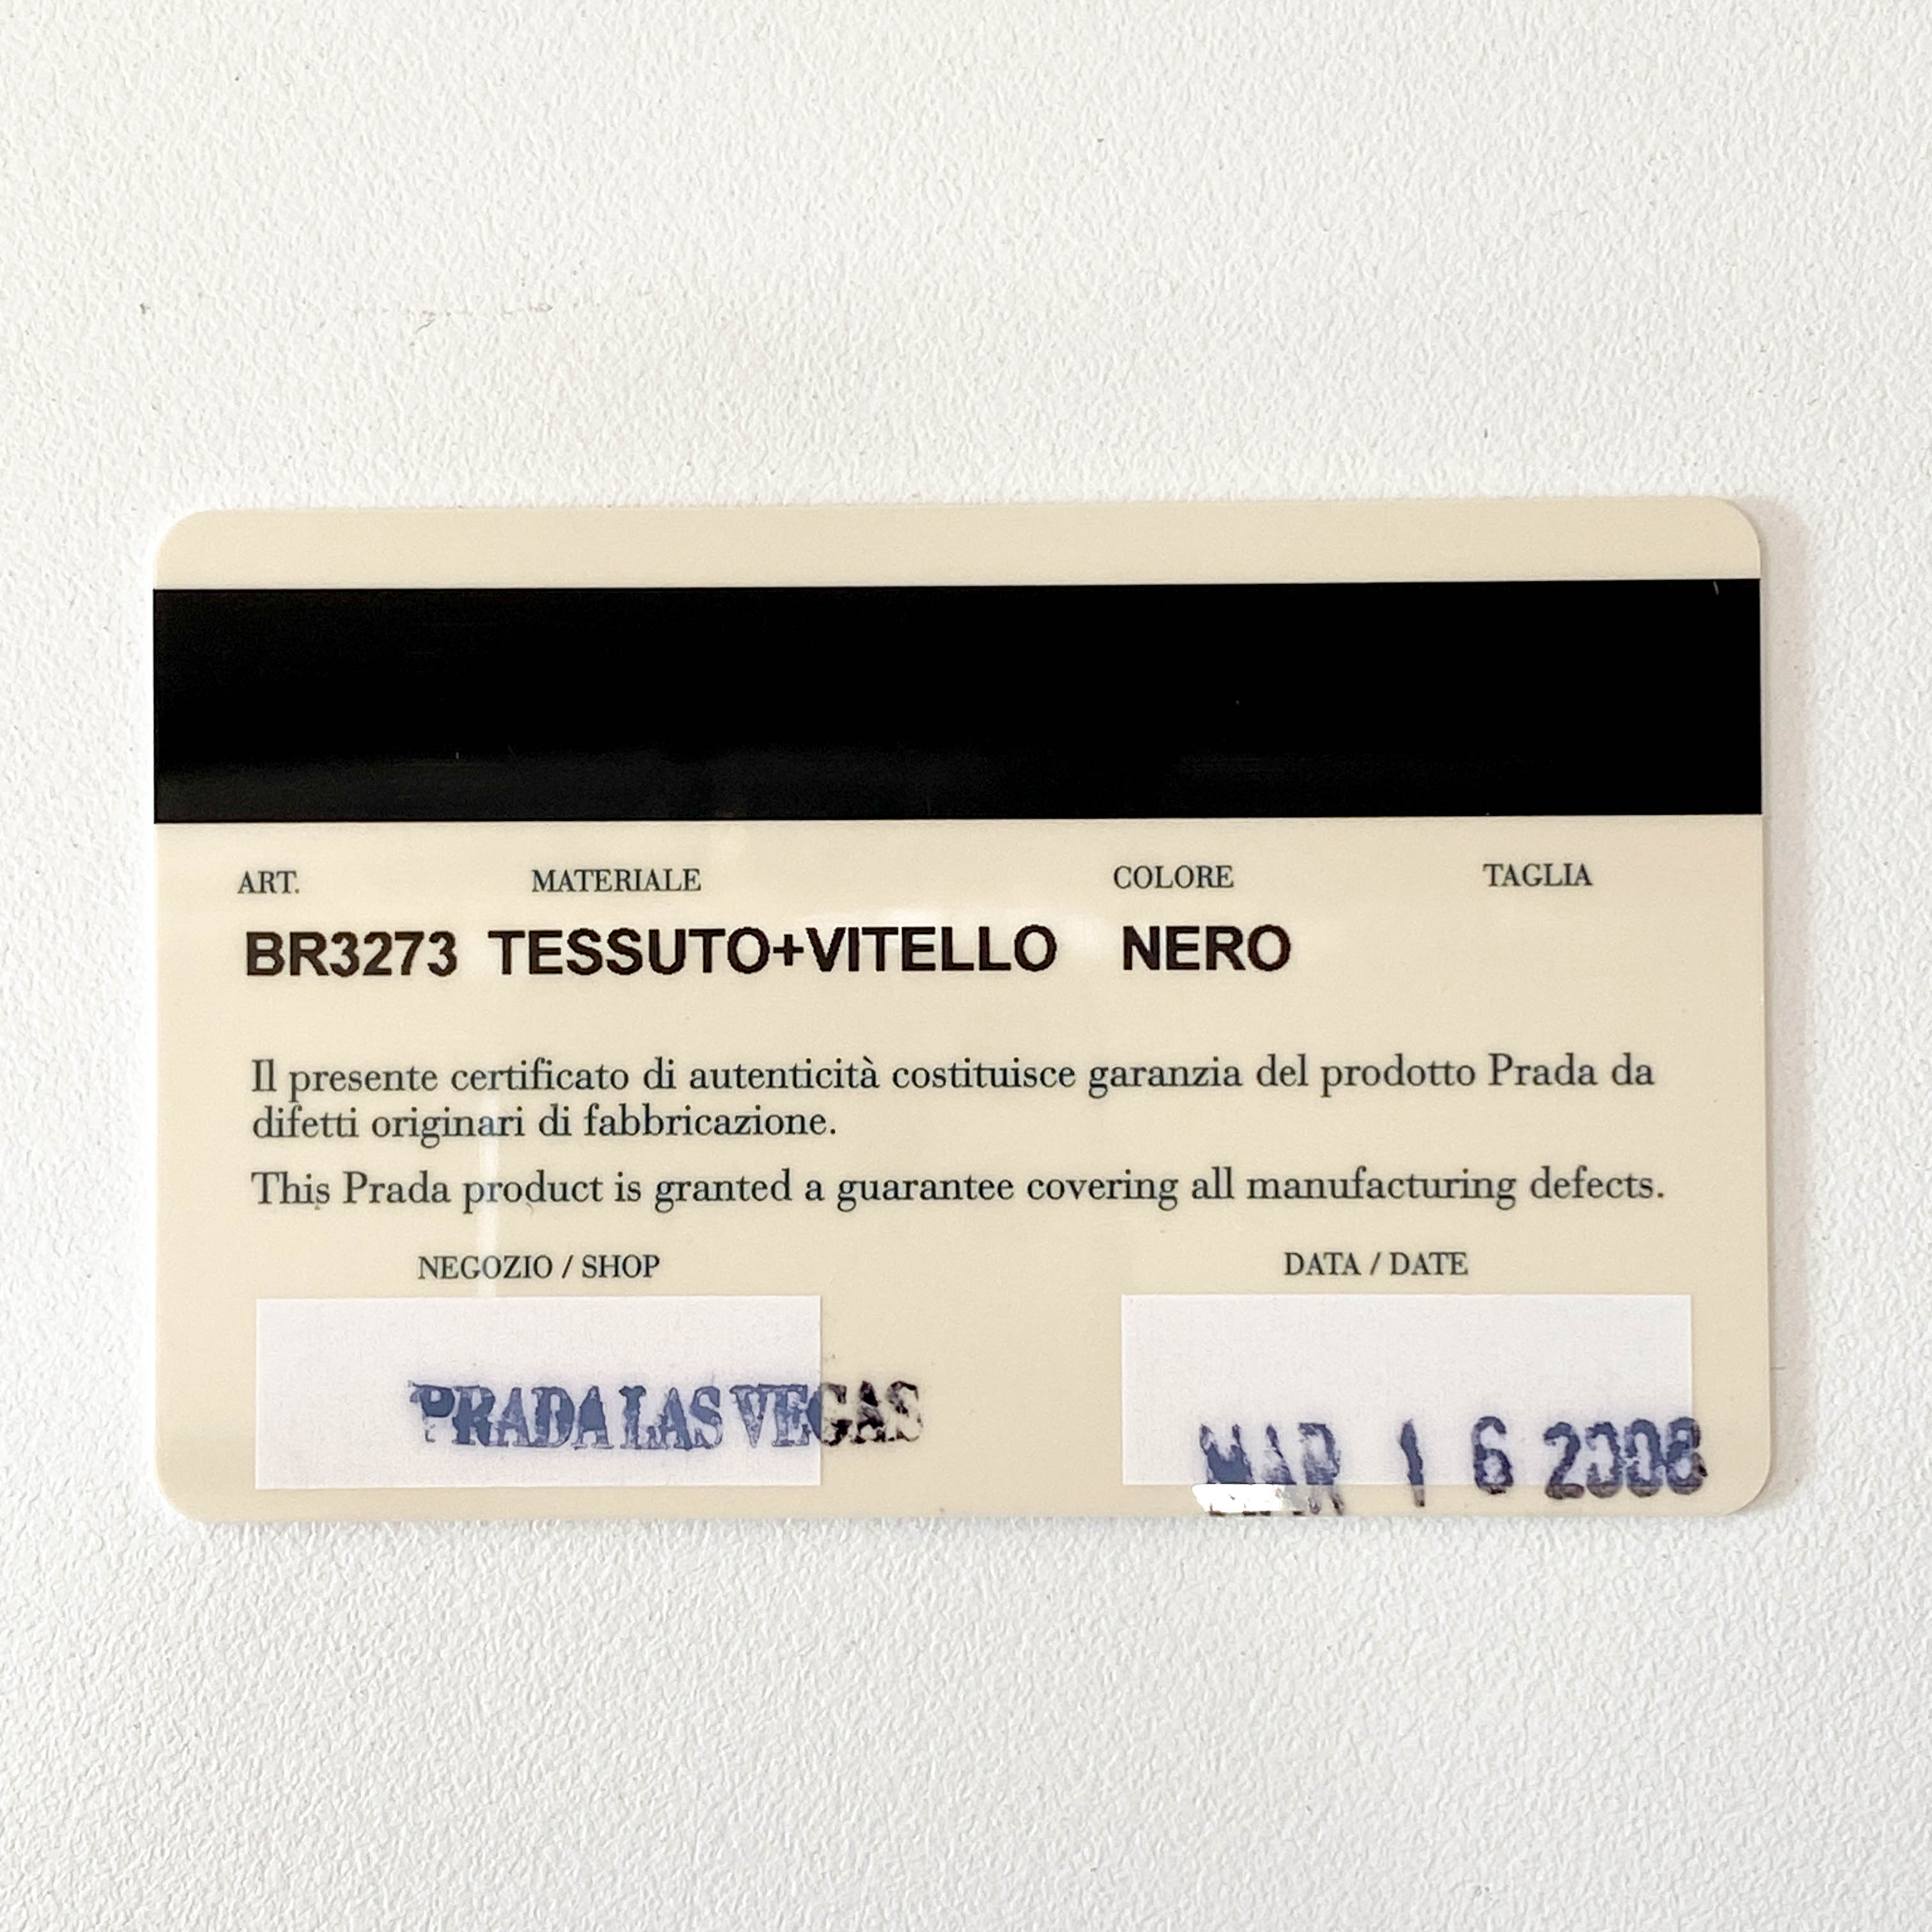 ART. MATERIALE COLORE TAGLIA
BR3273 TESSUTO+VITELLO NERO
Il presente certificato di autenticità costituisce garanzia del prodotto Prada da
difetti originari di fabbricazione.
This Prada product is granted a guarantee covering all manufacturing defects.
NEGOZIO / SHOP DATA / DATE
PRADA LAS VEGAS MAR 16 2008